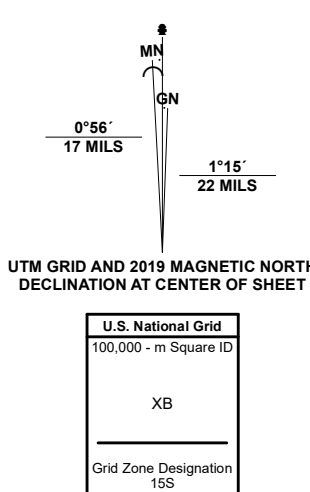 MN
GN
0°56´
17 MILS
1°15´
22 MILS
UTM GRID AND 2019 MAGNETIC NORTH
DECLINATION AT CENTER OF SHEET
U.S. National Grid
100,000 - m Square ID
XB
Grid Zone Designation
15S